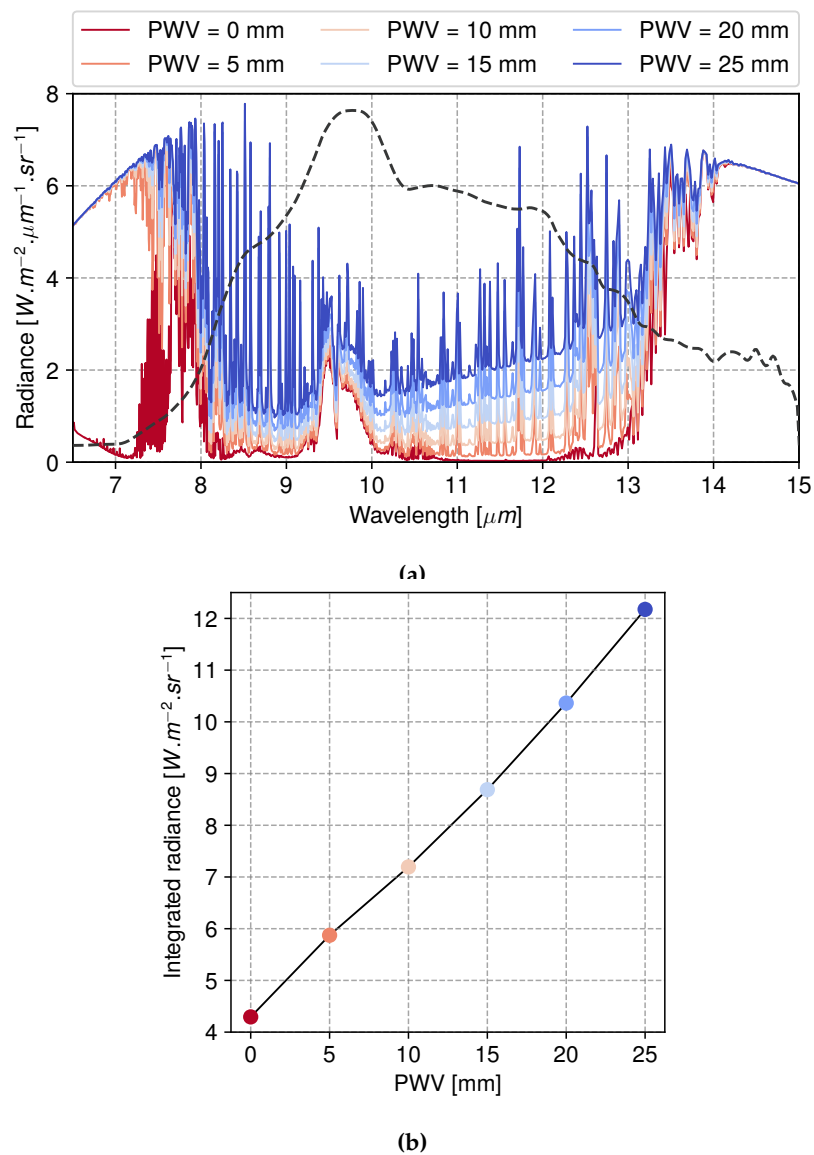 PWV = 0 mm PWV = 10 mm PWV = 20 mm
PWV = 5 mm PWV = 15 mm PWV = 25 mm
8
6
4
2
0
Radiance [W.m⁻².μm⁻¹.sr⁻¹]
7 8 9 10 11 12 13 14 15
Wavelength [μm]
(a)
12
11
10
9
8
7
6
5
4
Integrated radiance [W.m⁻².sr⁻¹]
0 5 10 15 20 25
PWV [mm]
(b)